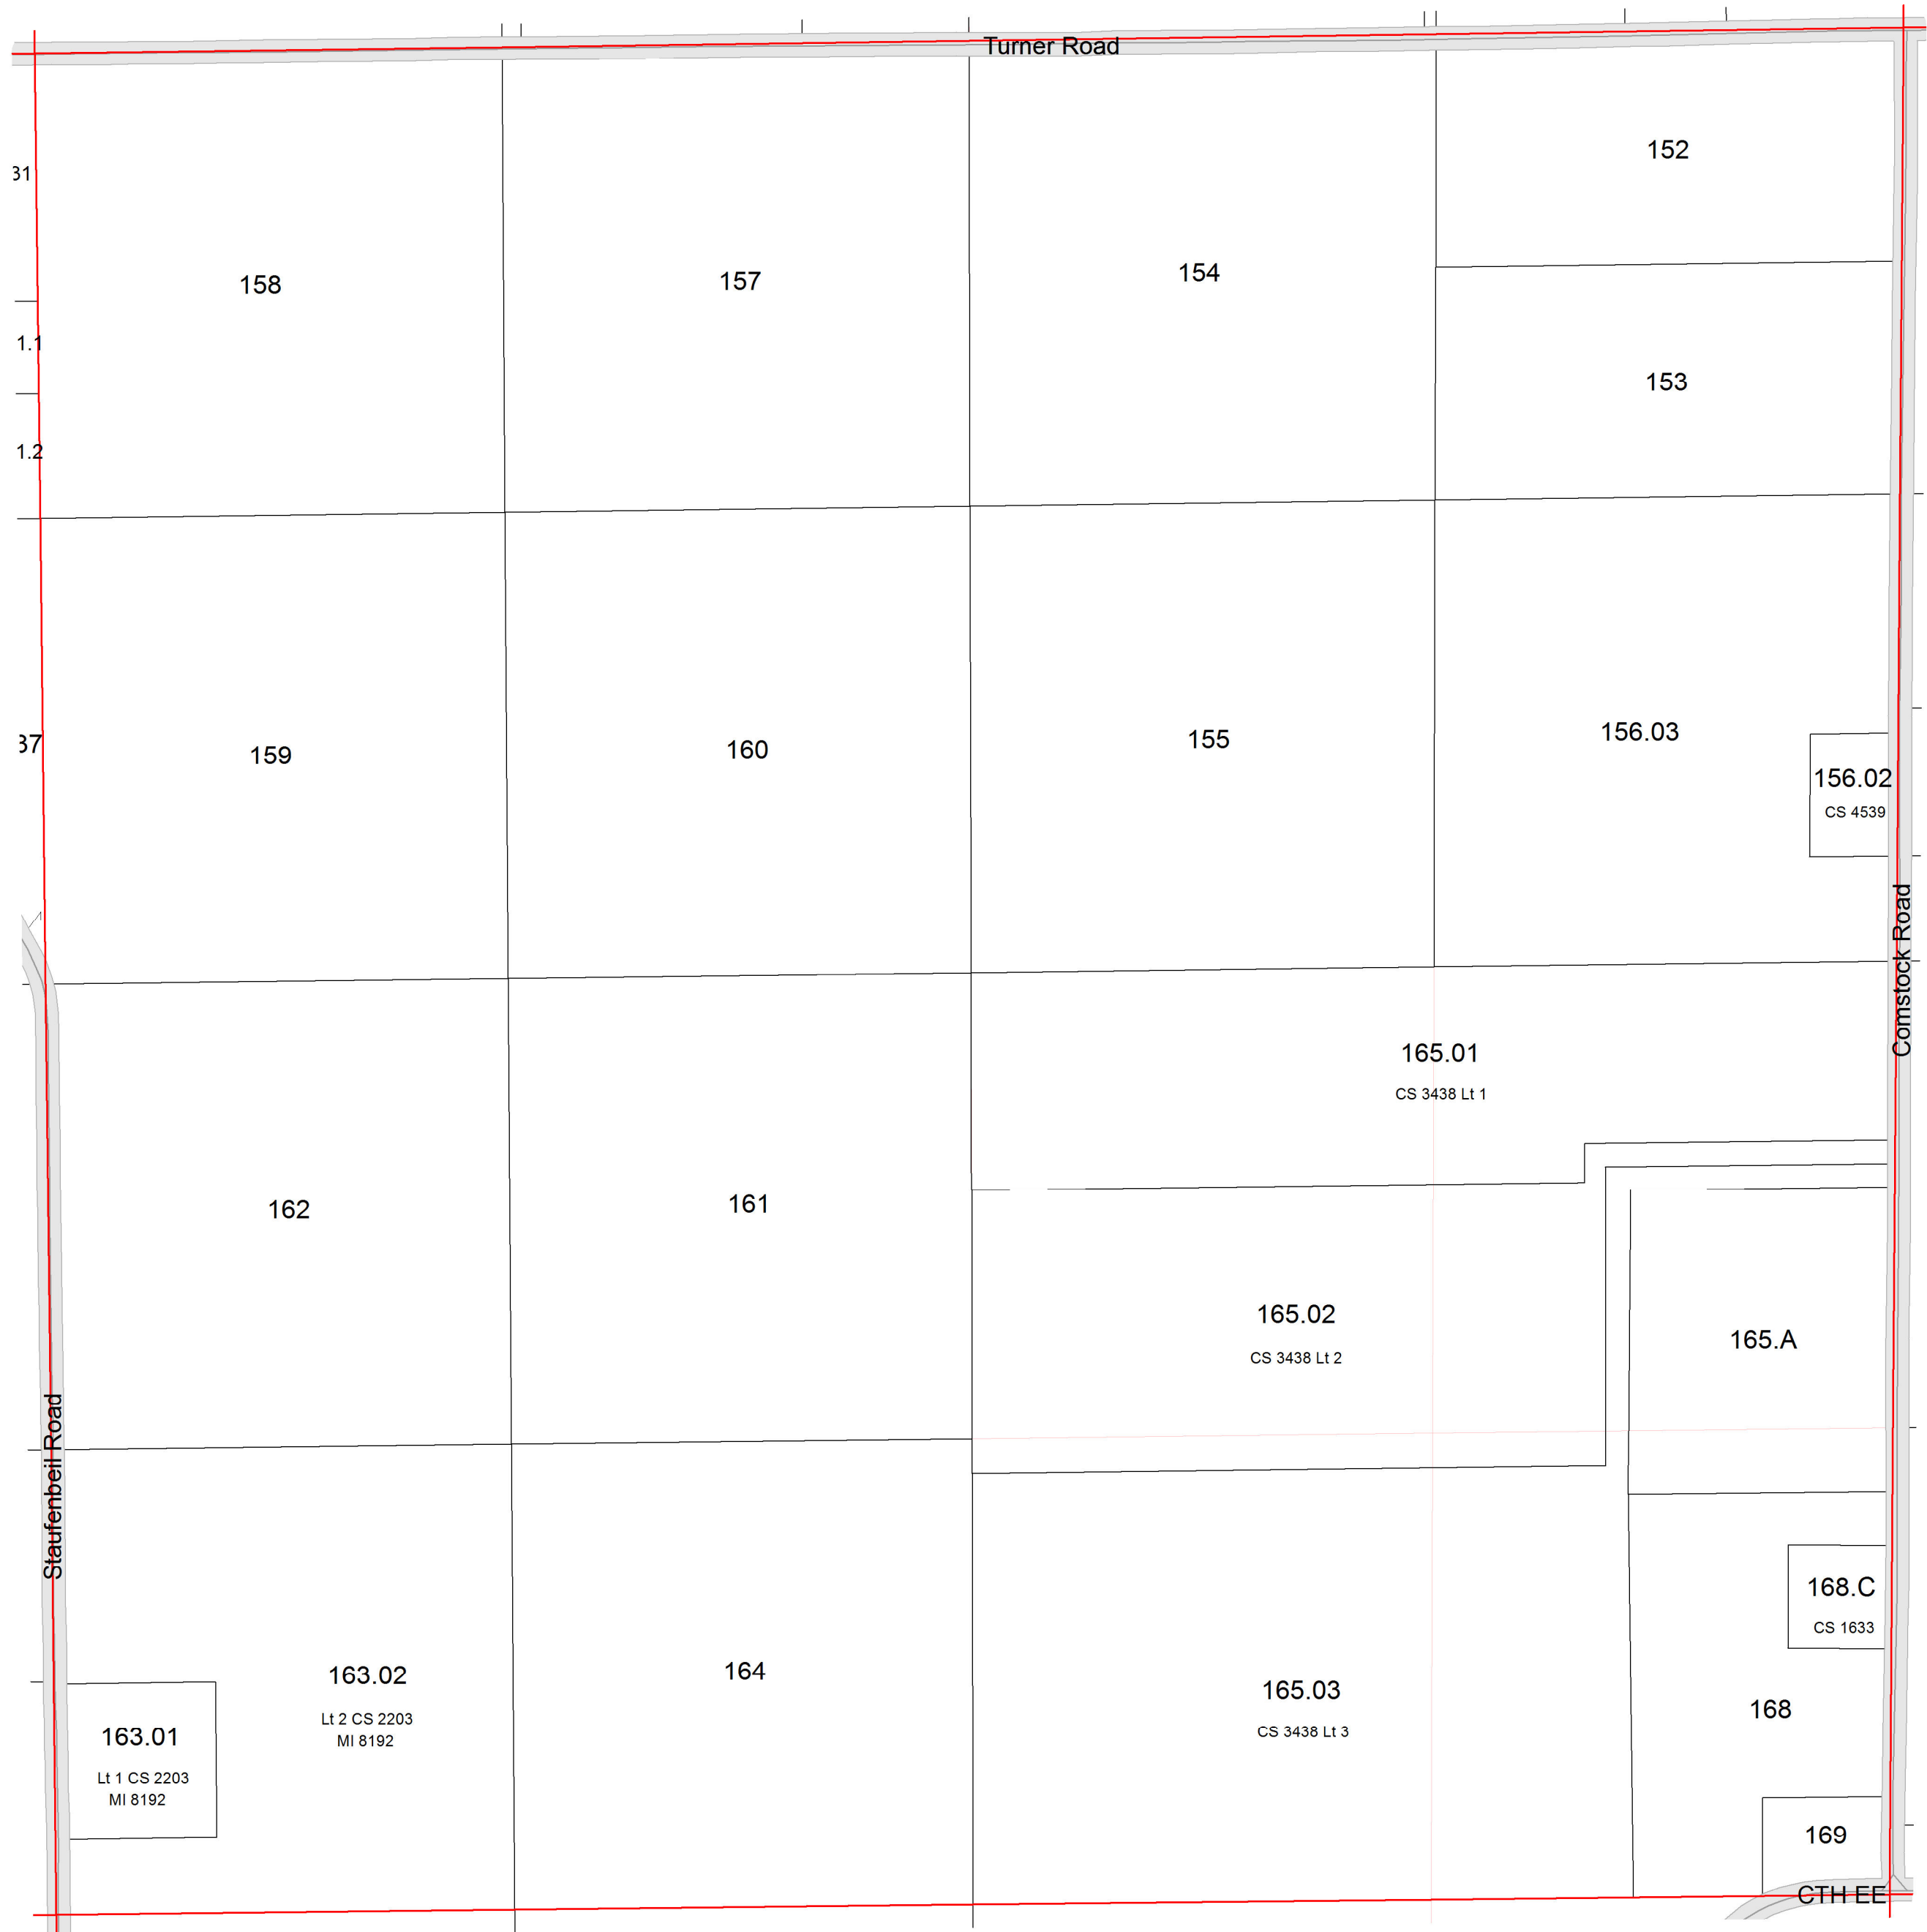 Turner Road
152
31
158
157
154
1.1
153
1.2
37
159
160
155
156.03
156.02
CS 4539
Comstock Road
165.01
CS 3438 Lt 1
162
161
165.02
CS 3438 Lt 2
165.A
Staufenbeil Road
168.C
CS 1633
163.02
Lt 2 CS 2203
MI 8192
164
165.03
CS 3438 Lt 3
168
163.01
Lt 1 CS 2203
MI 8192
169
CTH EE